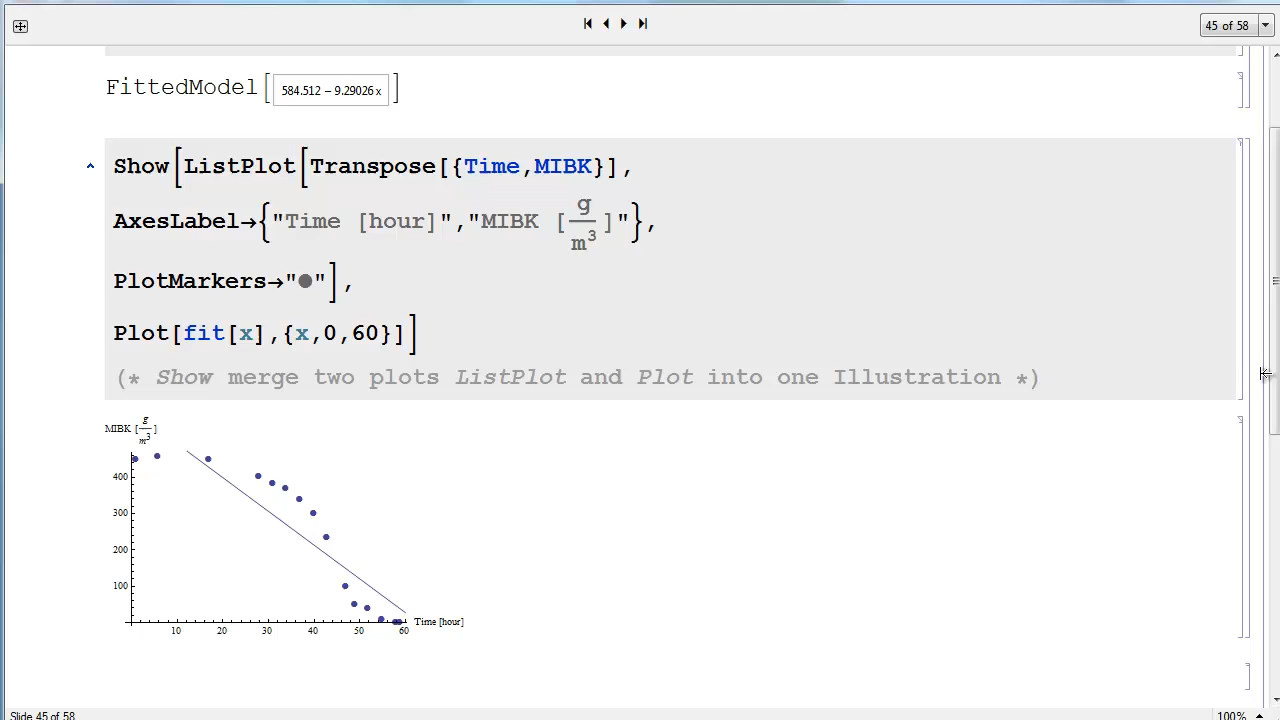 45 of 58
FittedModel[584.512 − 9.29026 x]
Show[ListPlot[Transpose[{Time,MIBK}],
AxesLabel→{"Time [hour]","MIBK [g/m³]"},
PlotMarkers→"●"],
Plot[fit[x],{x,0,60}]]
(* Show merge two plots ListPlot and Plot into one Illustration *)
MIBK [g/m³]
400
300
200
100
10 20 30 40 50 60
Time [hour]
Slide 45 of 58
100%